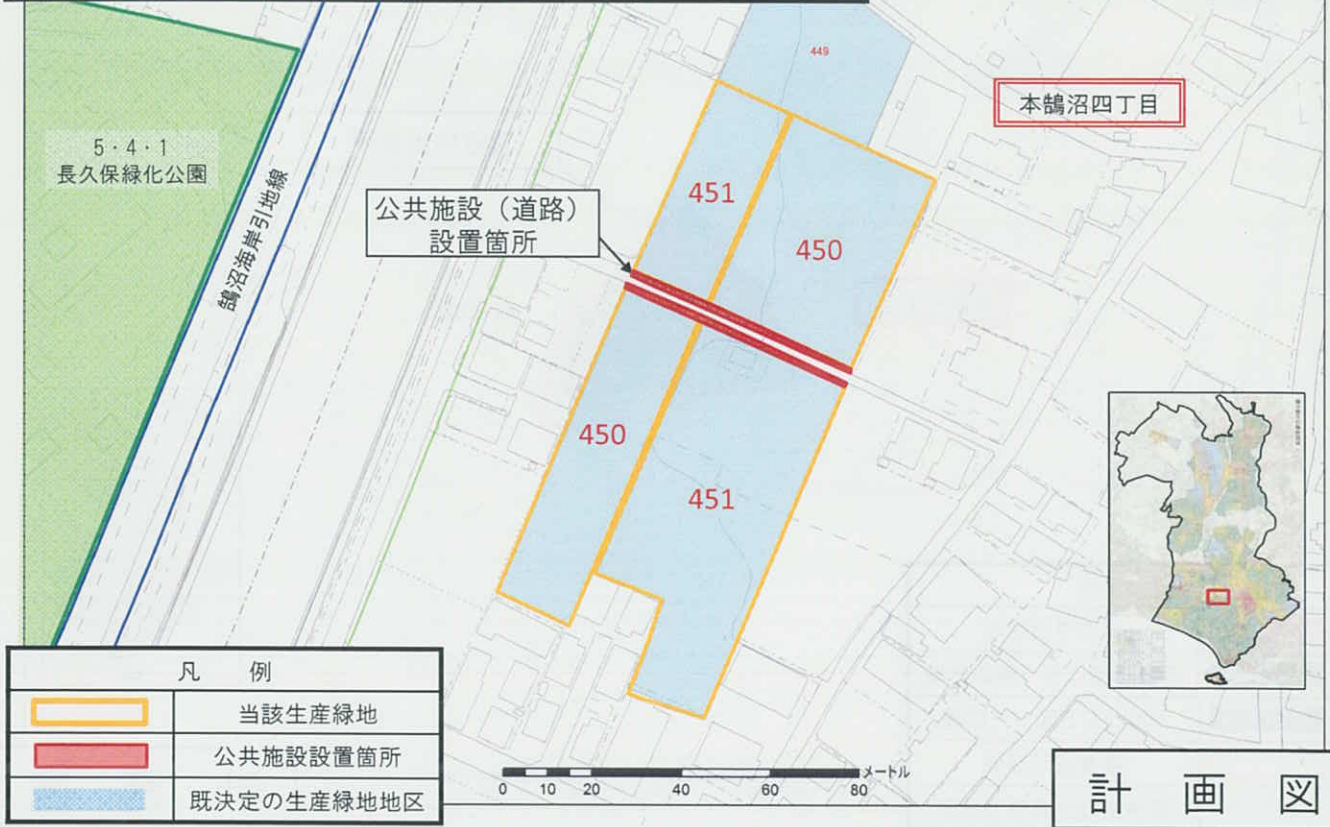 449
本鵠沼四丁目
5・4・1
長久保緑化公園
鵠沼海岸引地線
公共施設（道路）
設置箇所
451
450
450
451
凡 例
当該生産緑地
公共施設設置箇所
既決定の生産緑地地区
0 10 20 40 60 80 メートル
計 画 図